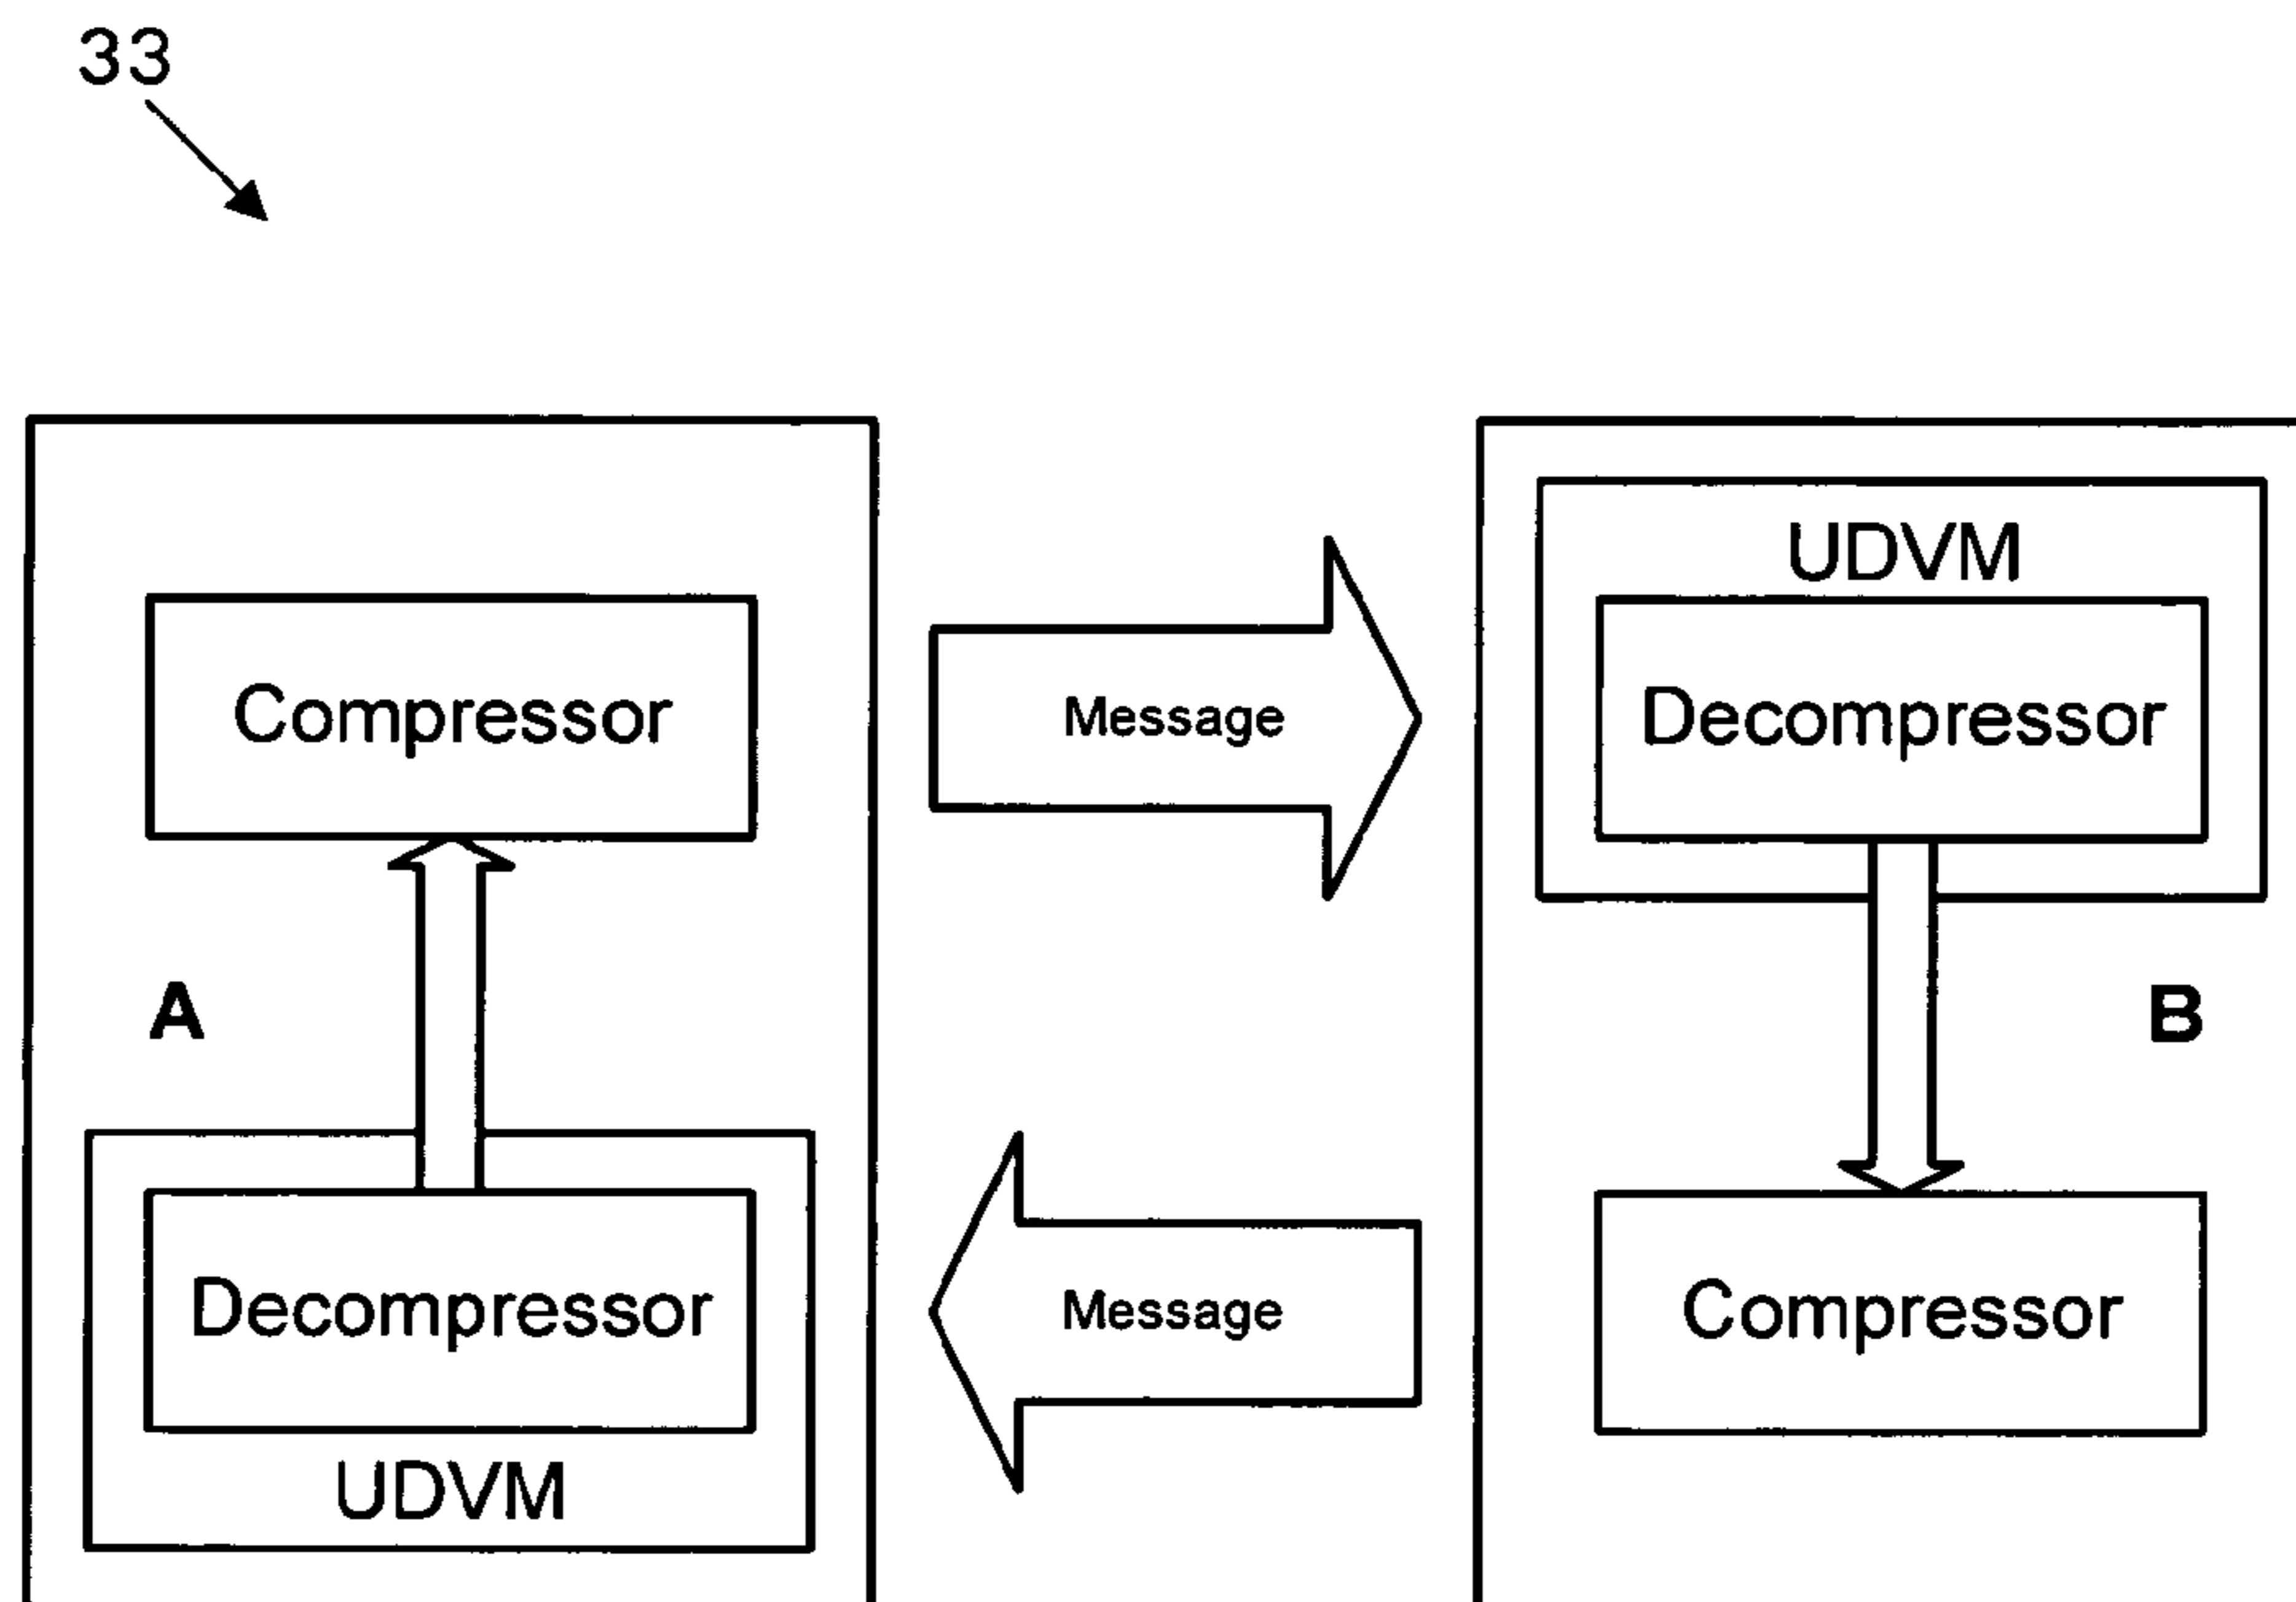 33
UDVM
Compressor
Message
Decompressor
A
B
Decompressor
Message
Compressor
UDVM